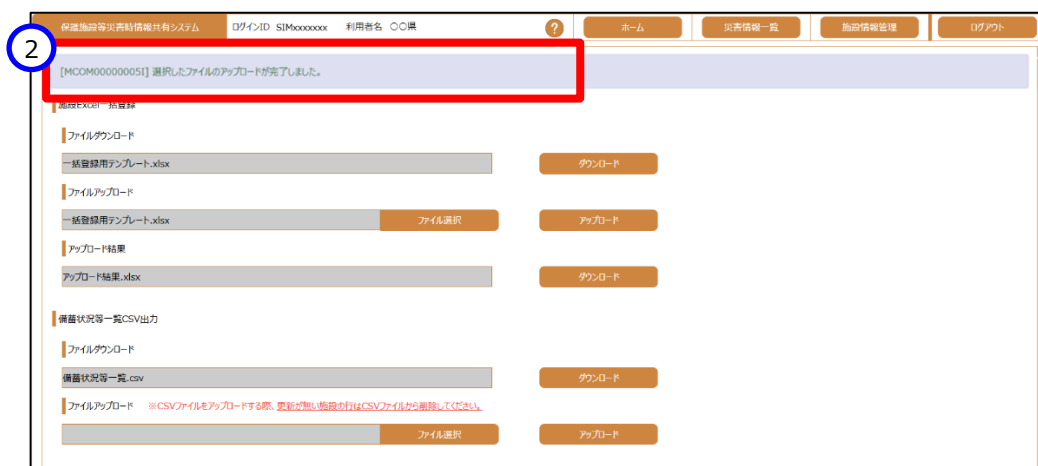 保護施設等災害時情報共有システム ログインID SIMxxxxxxx 利用者名 〇〇県 ? ホーム 災害情報一覧 施設情報管理 ログアウト
2
[MCOM00000005I] 選択したファイルのアップロードが完了しました。
施設Excel一括登録
ファイルダウンロード
一括登録用テンプレート.xlsx ダウンロード
ファイルアップロード
一括登録用テンプレート.xlsx ファイル選択 アップロード
アップロード結果
アップロード結果.xlsx ダウンロード
備蓄状況等一覧CSV出力
ファイルダウンロード
備蓄状況等一覧.csv ダウンロード
ファイルアップロード ※CSVファイルをアップロードする際、更新が無い施設の行はCSVファイルから削除してください。
ファイル選択 アップロード